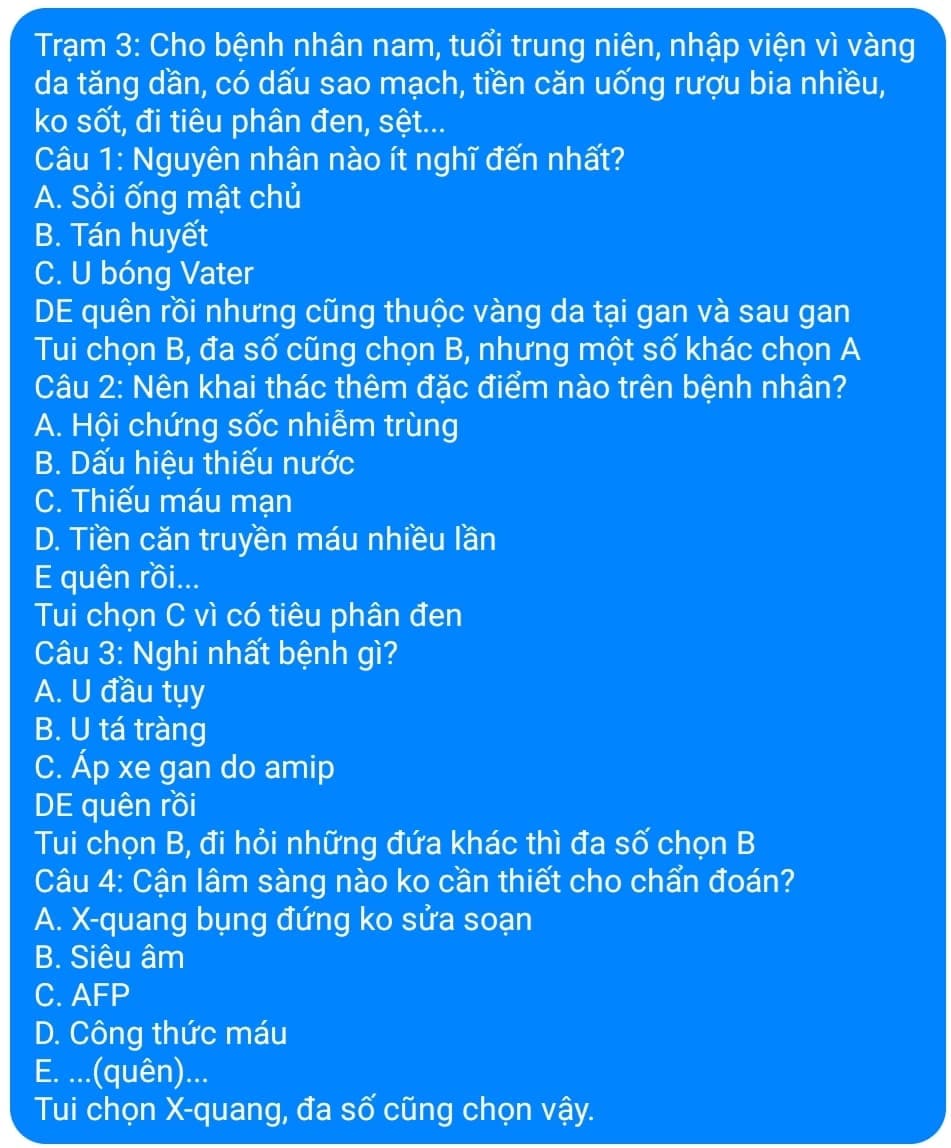 Trạm 3: Cho bệnh nhân nam, tuổi trung niên, nhập viện vì vàng
da tăng dần, có dấu sao mạch, tiền căn uống rượu bia nhiều,
ko sốt, đi tiêu phân đen, sệt...
Câu 1: Nguyên nhân nào ít nghĩ đến nhất?
A. Sỏi ống mật chủ
B. Tán huyết
C. U bóng Vater
DE quên rồi nhưng cũng thuộc vàng da tại gan và sau gan
Tui chọn B, đa số cũng chọn B, nhưng một số khác chọn A
Câu 2: Nên khai thác thêm đặc điểm nào trên bệnh nhân?
A. Hội chứng sốc nhiễm trùng
B. Dấu hiệu thiếu nước
C. Thiếu máu mạn
D. Tiền căn truyền máu nhiều lần
E quên rồi...
Tui chọn C vì có tiêu phân đen
Câu 3: Nghi nhất bệnh gì?
A. U đầu tụy
B. U tá tràng
C. Áp xe gan do amip
DE quên rồi
Tui chọn B, đi hỏi những đứa khác thì đa số chọn B
Câu 4: Cận lâm sàng nào ko cần thiết cho chẩn đoán?
A. X-quang bụng đứng ko sửa soạn
B. Siêu âm
C. AFP
D. Công thức máu
E. ...(quên)...
Tui chọn X-quang, đa số cũng chọn vậy.